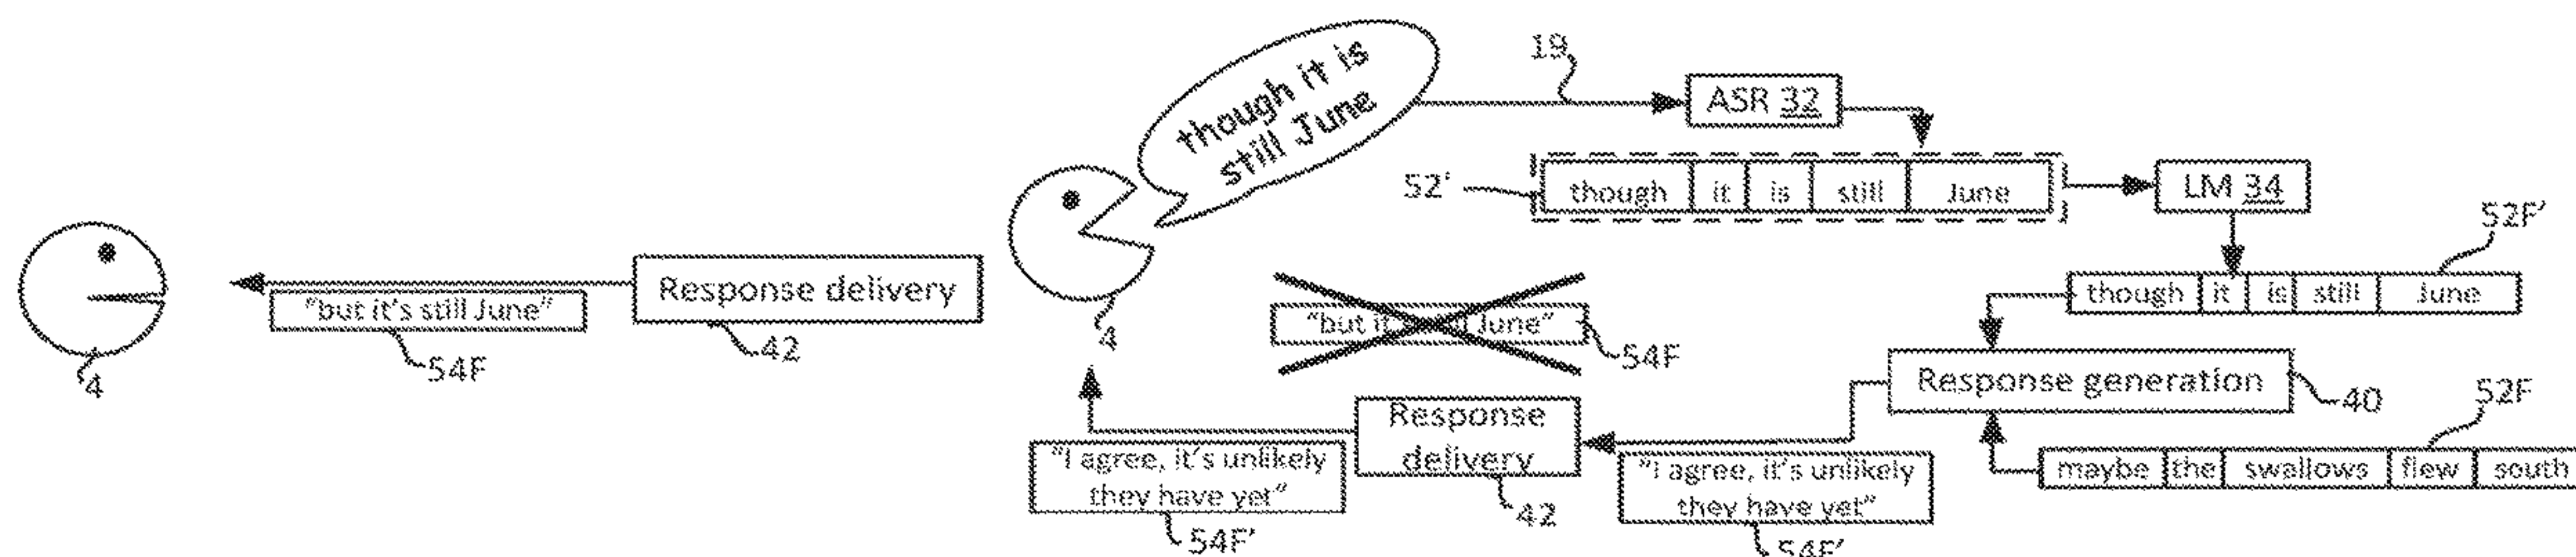 "but it's still June"
54F
Response delivery
42
4
though it is
still June
4
19
ASR 32
52'
though it is still June
LM 34
52F'
though it is still June
"but it June"
54F
Response generation
40
52F
maybe the swallows flew south
"I agree, it's unlikely
they have yet"
54F'
Response
delivery
42
"I agree, it's unlikely
they have yet"
54F'